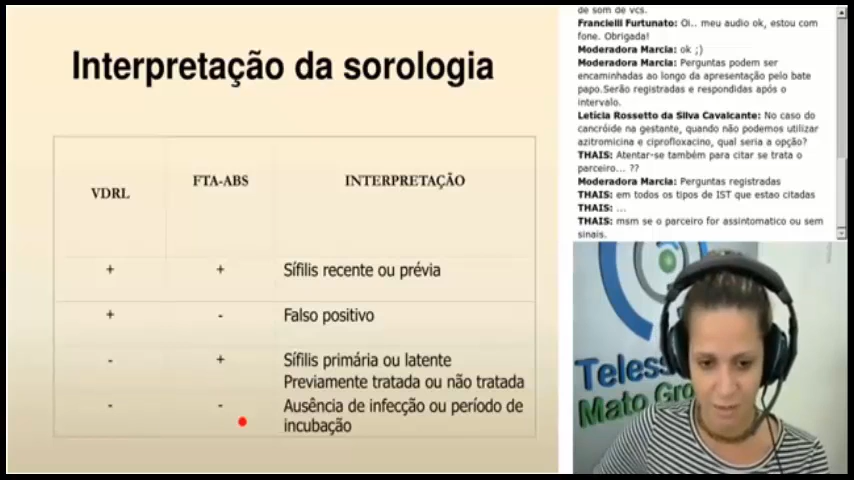 Interpretação da sorologia
VDRL FTA-ABS INTERPRETAÇÃO
+ + Sífilis recente ou prévia
+ - Falso positivo
- + Sífilis primária ou latente
Previamente tratada ou não tratada
- - Ausência de infecção ou período de
incubação
de som de vcs.
Francielli Furtunato: Oi.. meu audio ok, estou com
fone. Obrigada!
Moderadora Marcia: ok ;)
Moderadora Marcia: Perguntas podem ser
encaminhadas ao longo da apresentação pelo bate
papo.Serão registradas e respondidas após o
intervalo.
Letícia Rossetto da Silva Cavalcante: No caso do
cancróide na gestante, quando não podemos utilizar
azitromicina e ciprofloxacino, qual seria a opção?
THAIS: Atentar-se também para citar se trata o
parceiro... ??
Moderadora Marcia: Perguntas registradas
THAIS: em todos os tipos de IST que estao citadas
THAIS: ...
THAIS: msm se o parceiro for assintomatico ou sem
sinais.
Teless
Mato Gro